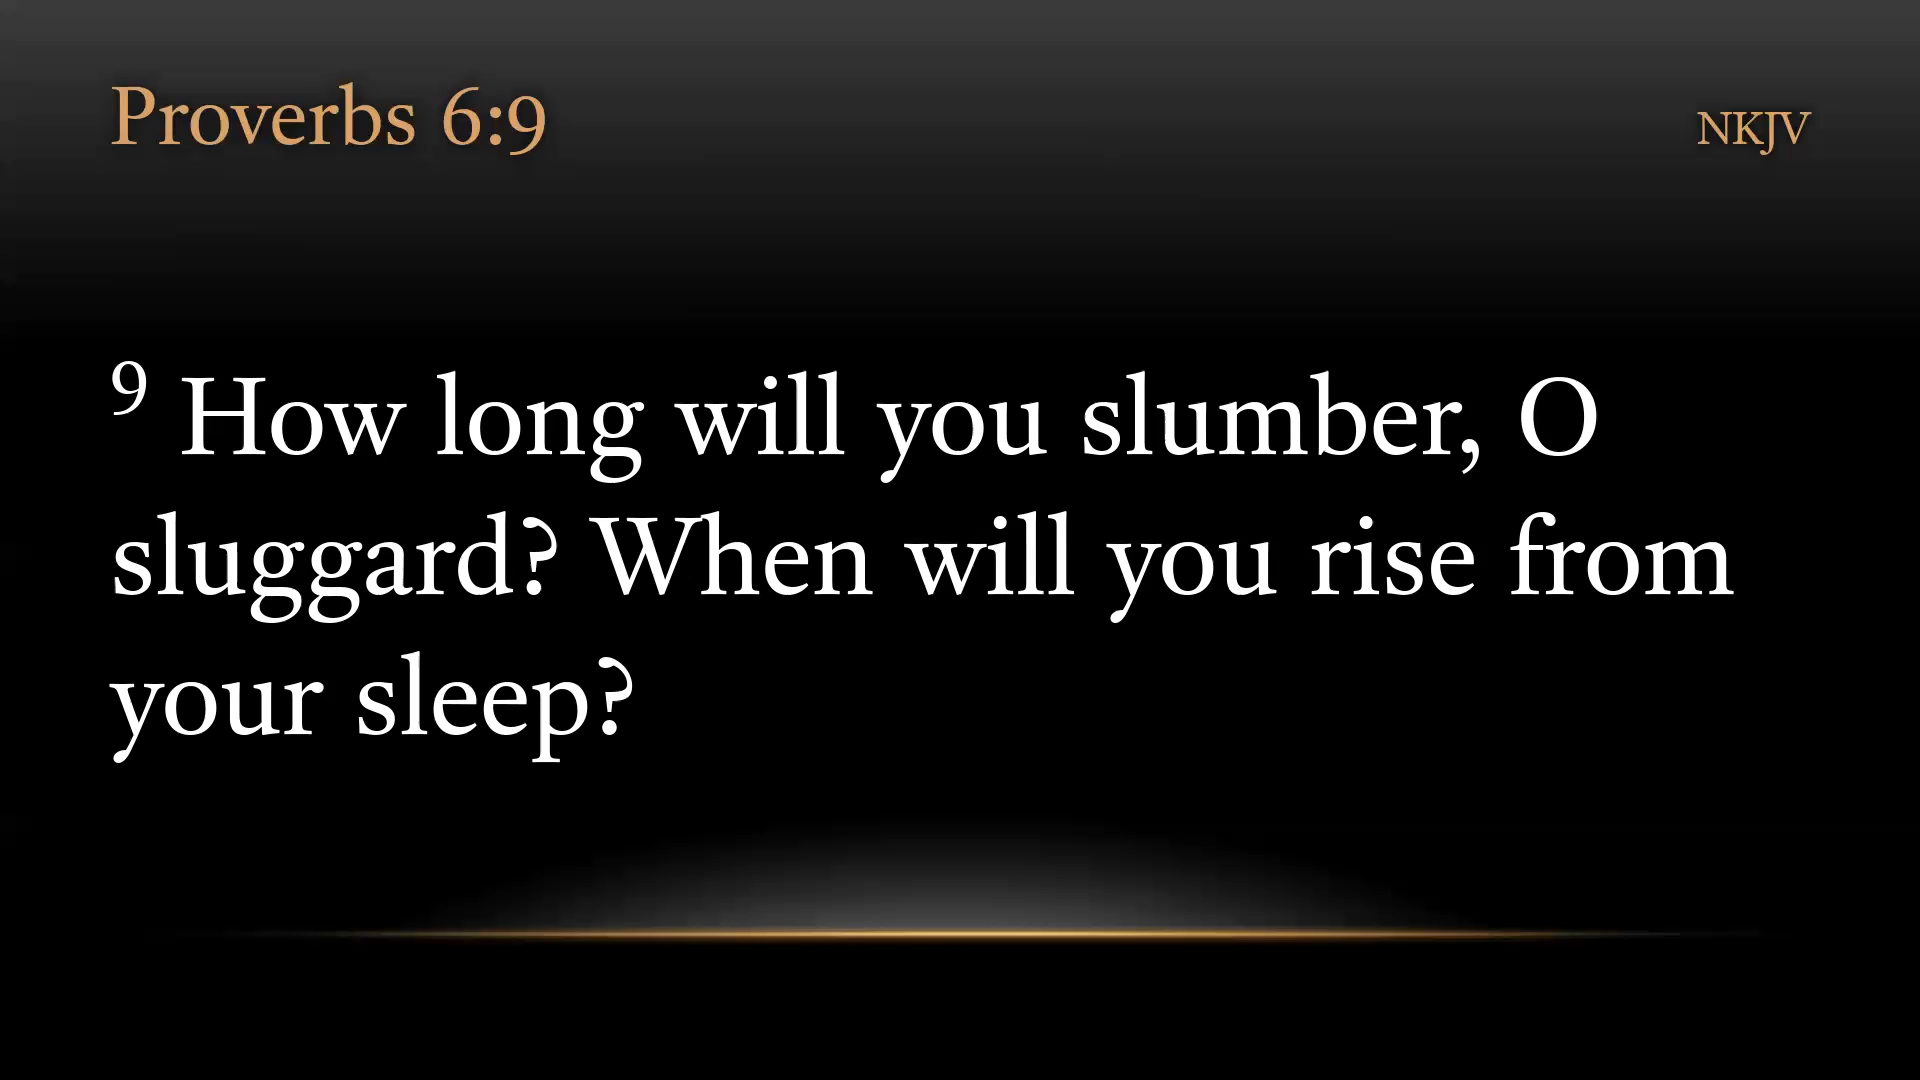 Proverbs 6:9
NKJV
9 How long will you slumber, O
sluggard? When will you rise from
your sleep?